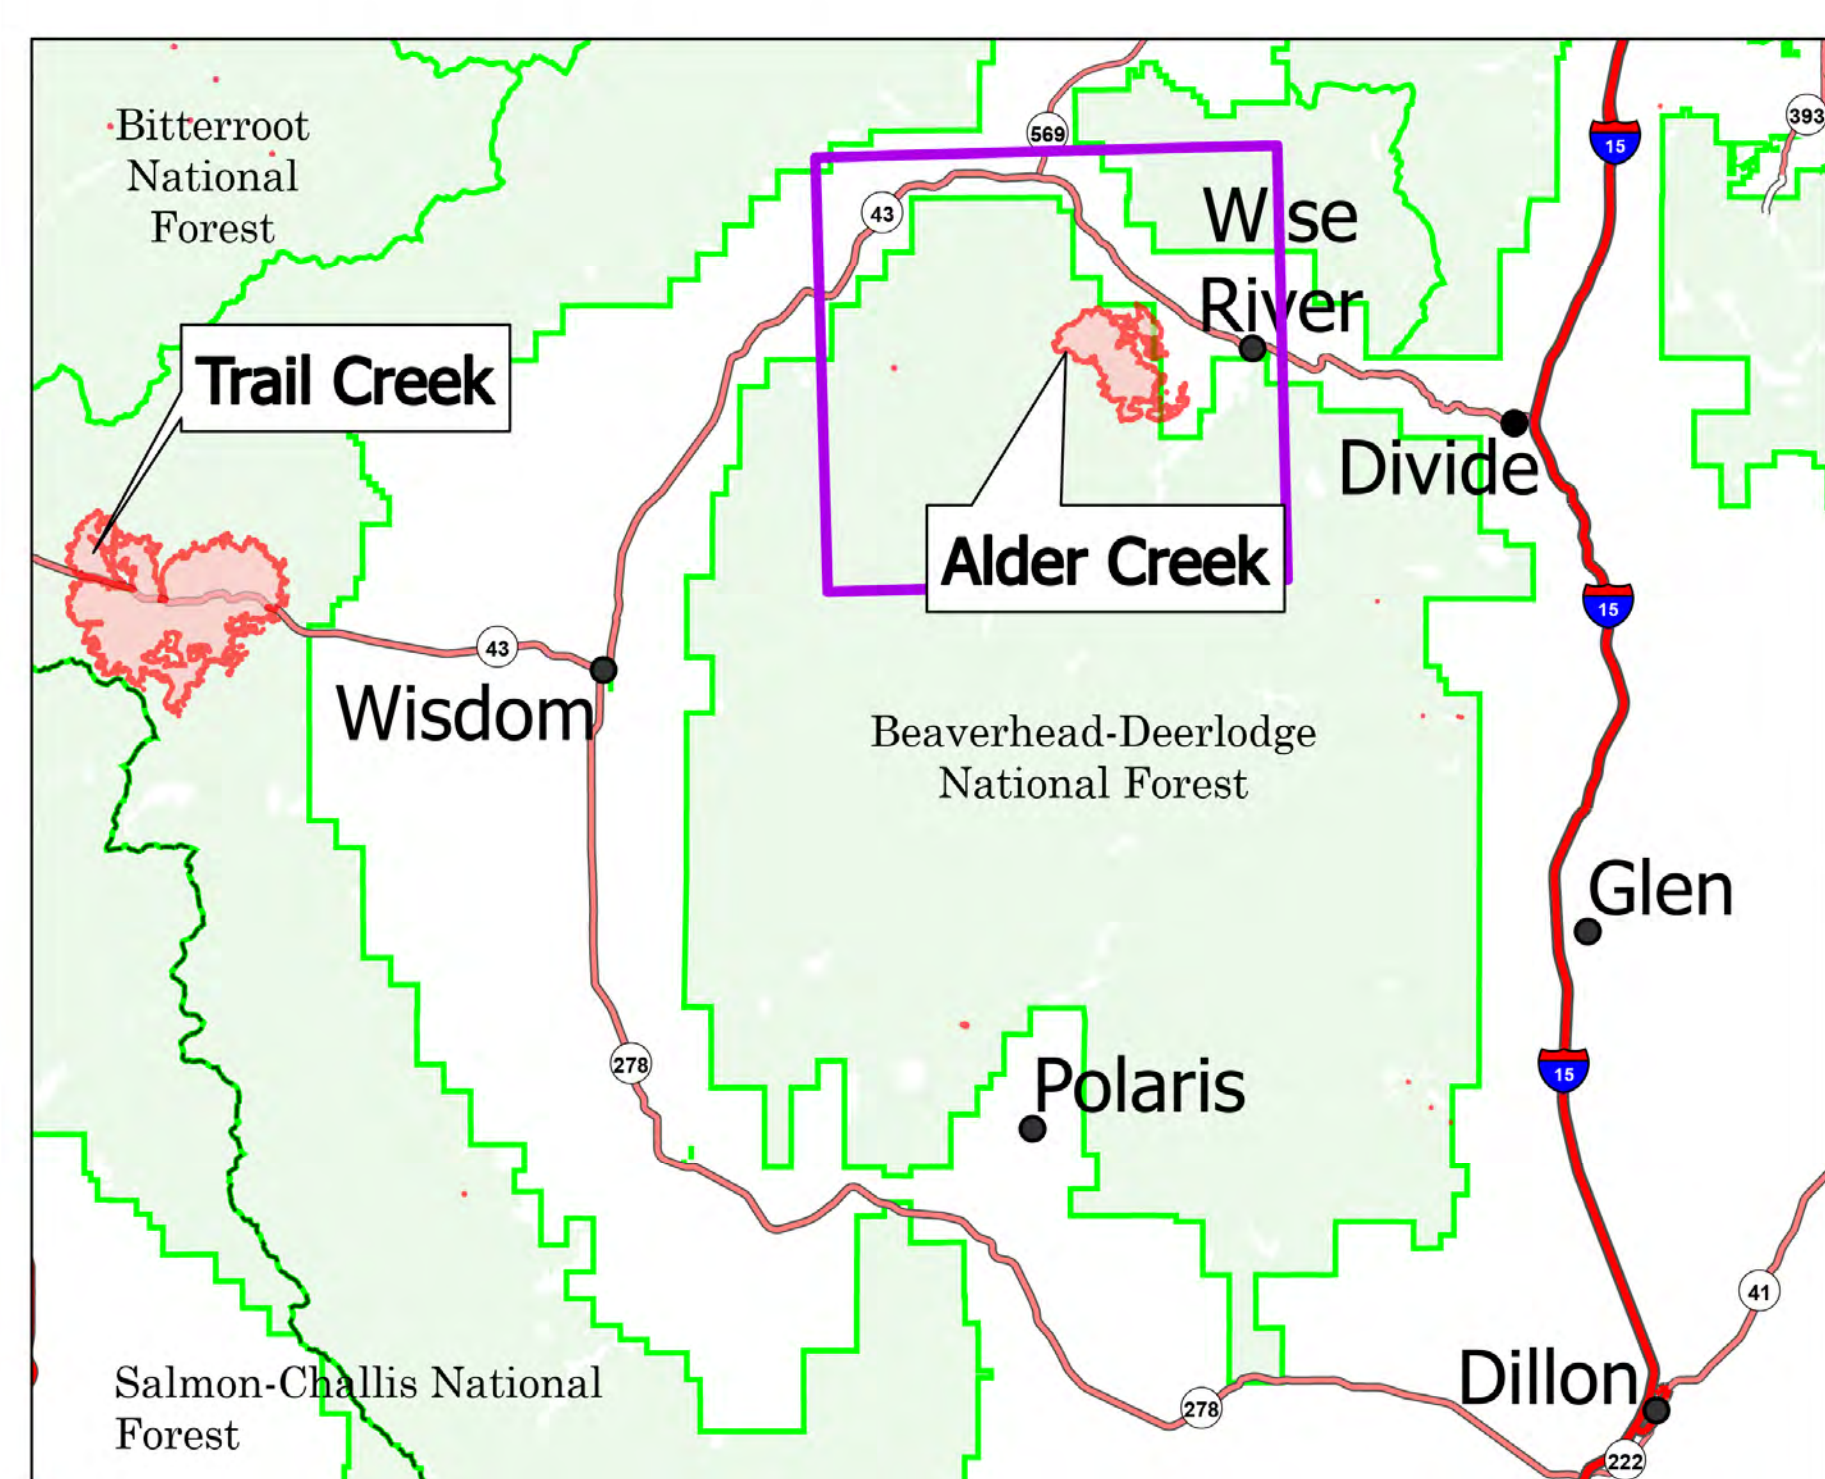 569
393
15
Bitterroot
National
Forest
43
Wise
River
Trail Creek
Divide
Alder Creek
15
43
Wisdom
Beaverhead-Deerlodge
National Forest
Glen
278
15
Polaris
41
Salmon-Challis National
Forest
Dillon
278
222